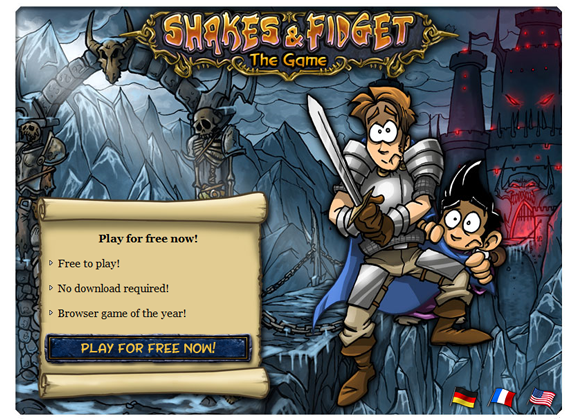 SHAKES & FIDGET
The Game
Play for free now!
Free to play!
No download required!
Browser game of the year!
PLAY FOR FREE NOW!